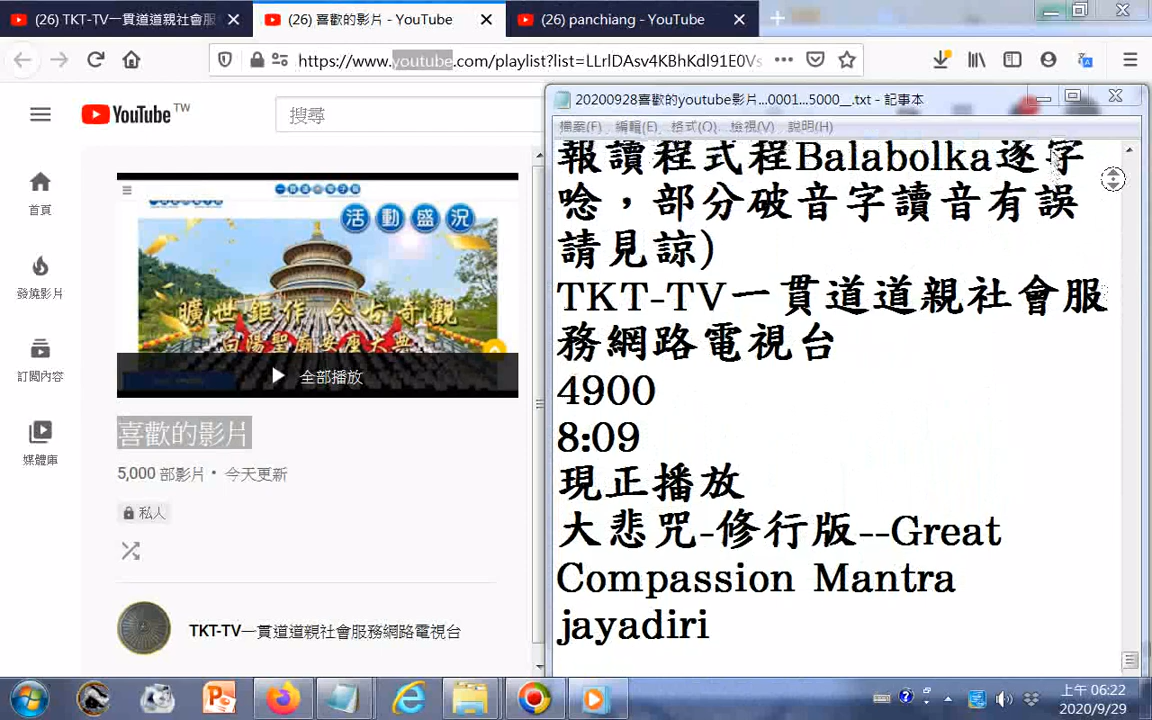 (26) TKT-TV一貫道道親社會服
(26) 喜歡的影片 - YouTube
(26) panchiang - YouTube
https://www.youtube.com/playlist?list=LLrlDAsv4KBhKdl91E0Vs
YouTube TW
搜尋
首頁
發燒影片
訂閱內容
媒體庫
活動盛況
曠世鉅作 今古奇觀
白陽聖廟安座大典
全部播放
喜歡的影片
5,000 部影片 • 今天更新
私人
TKT-TV一貫道道親社會服務網路電視台
20200928喜歡的youtube影片...0001...5000__.txt - 記事本
檔案(F) 編輯(E) 格式(O) 檢視(V) 說明(H)
報讀程式程Balabolka逐字
唸，部分破音字讀音有誤
請見諒)
TKT-TV一貫道道親社會服
務網路電視台
4900
8:09
現正播放
大悲咒-修行版--Great
Compassion Mantra
jayadiri
上午 06:22
2020/9/29